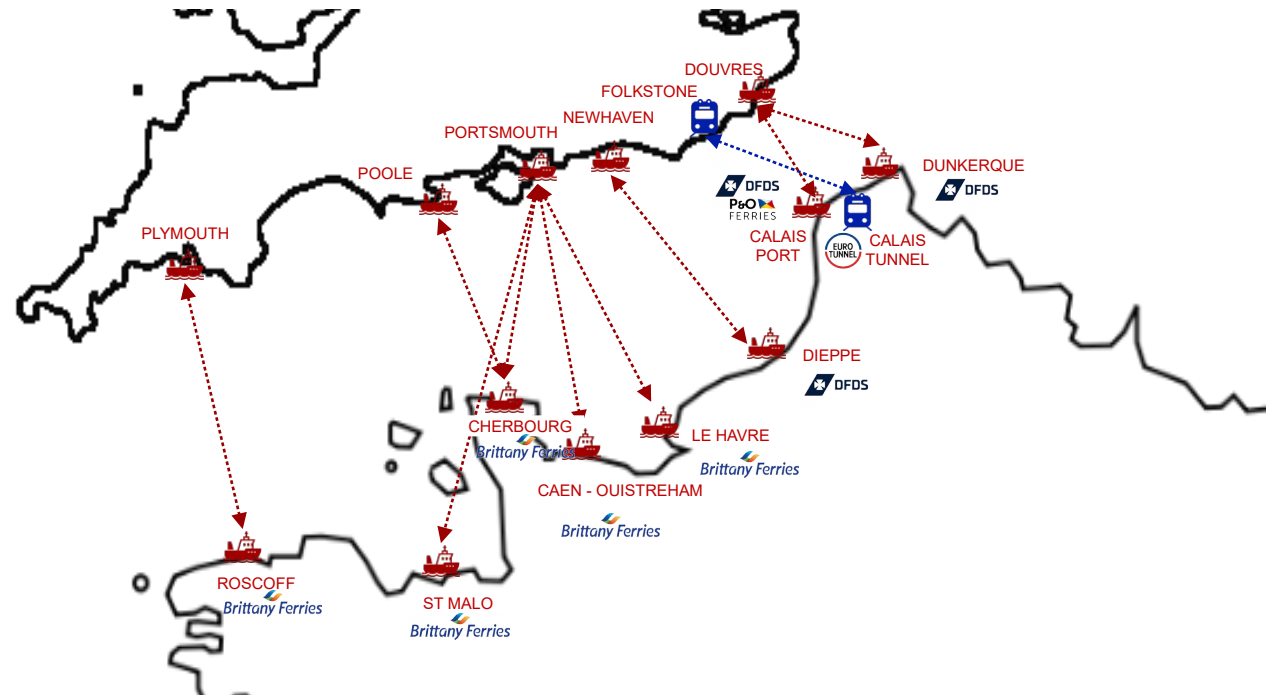 DOUVRES
FOLKSTONE
NEWHAVEN
PORTSMOUTH
POOLE
PLYMOUTH
DUNKERQUE
DFDS
DFDS
P&O
FERRIES
CALAIS
PORT
EURO
TUNNEL
CALAIS
TUNNEL
DIEPPE
DFDS
CHERBOURG
Brittany Ferries
LE HAVRE
Brittany Ferries
CAEN - OUISTREHAM
Brittany Ferries
ROSCOFF
Brittany Ferries
ST MALO
Brittany Ferries